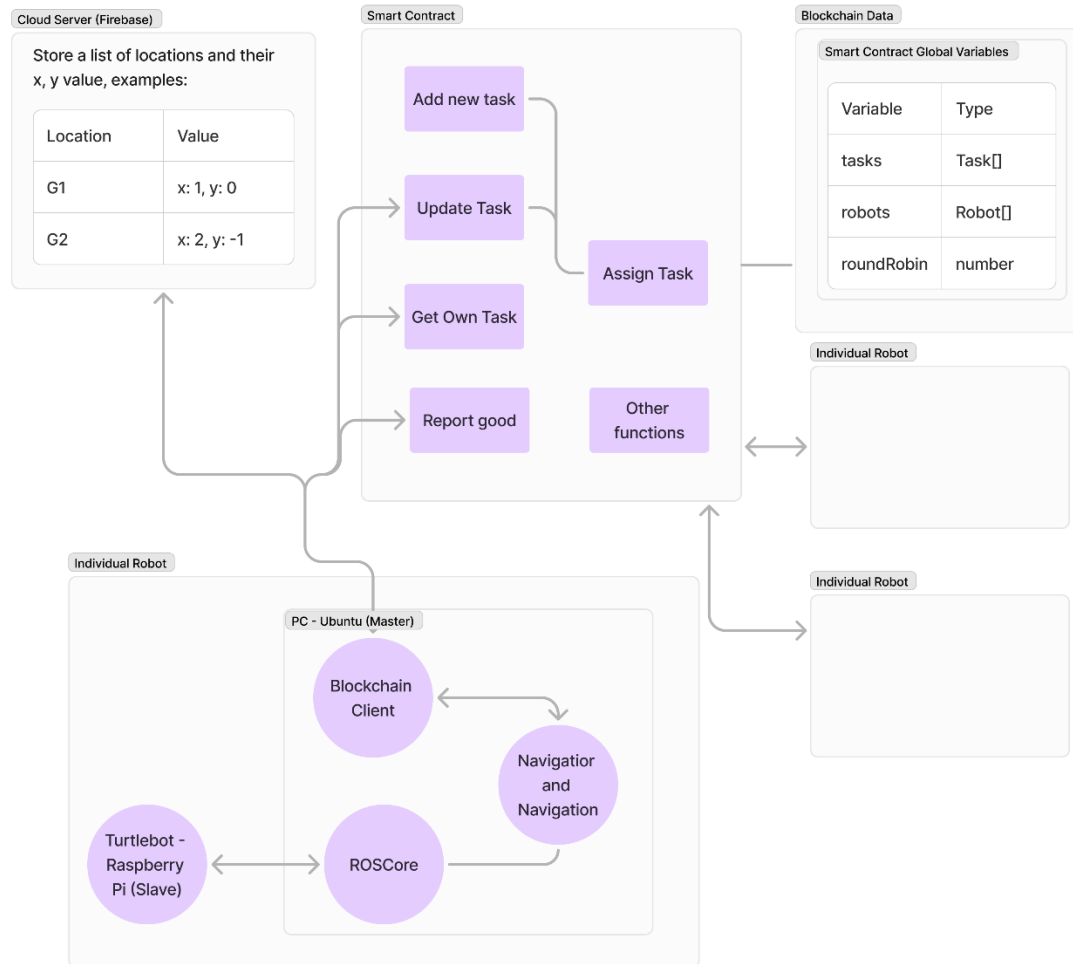 Cloud Server (Firebase)
Store a list of locations and their
x, y value, examples:
Location Value
G1 x: 1, y: 0
G2 x: 2, y: -1
Smart Contract
Add new task
Update Task
Get Own Task
Report good
Assign Task
Other
functions
Blockchain Data
Smart Contract Global Variables
Variable Type
tasks Task[]
robots Robot[]
roundRobin number
Individual Robot
Individual Robot
Individual Robot
PC - Ubuntu (Master)
Blockchain
Client
Navigatior
and
Navigation
Turtlebot -
Raspberry
Pi (Slave)
ROSCore